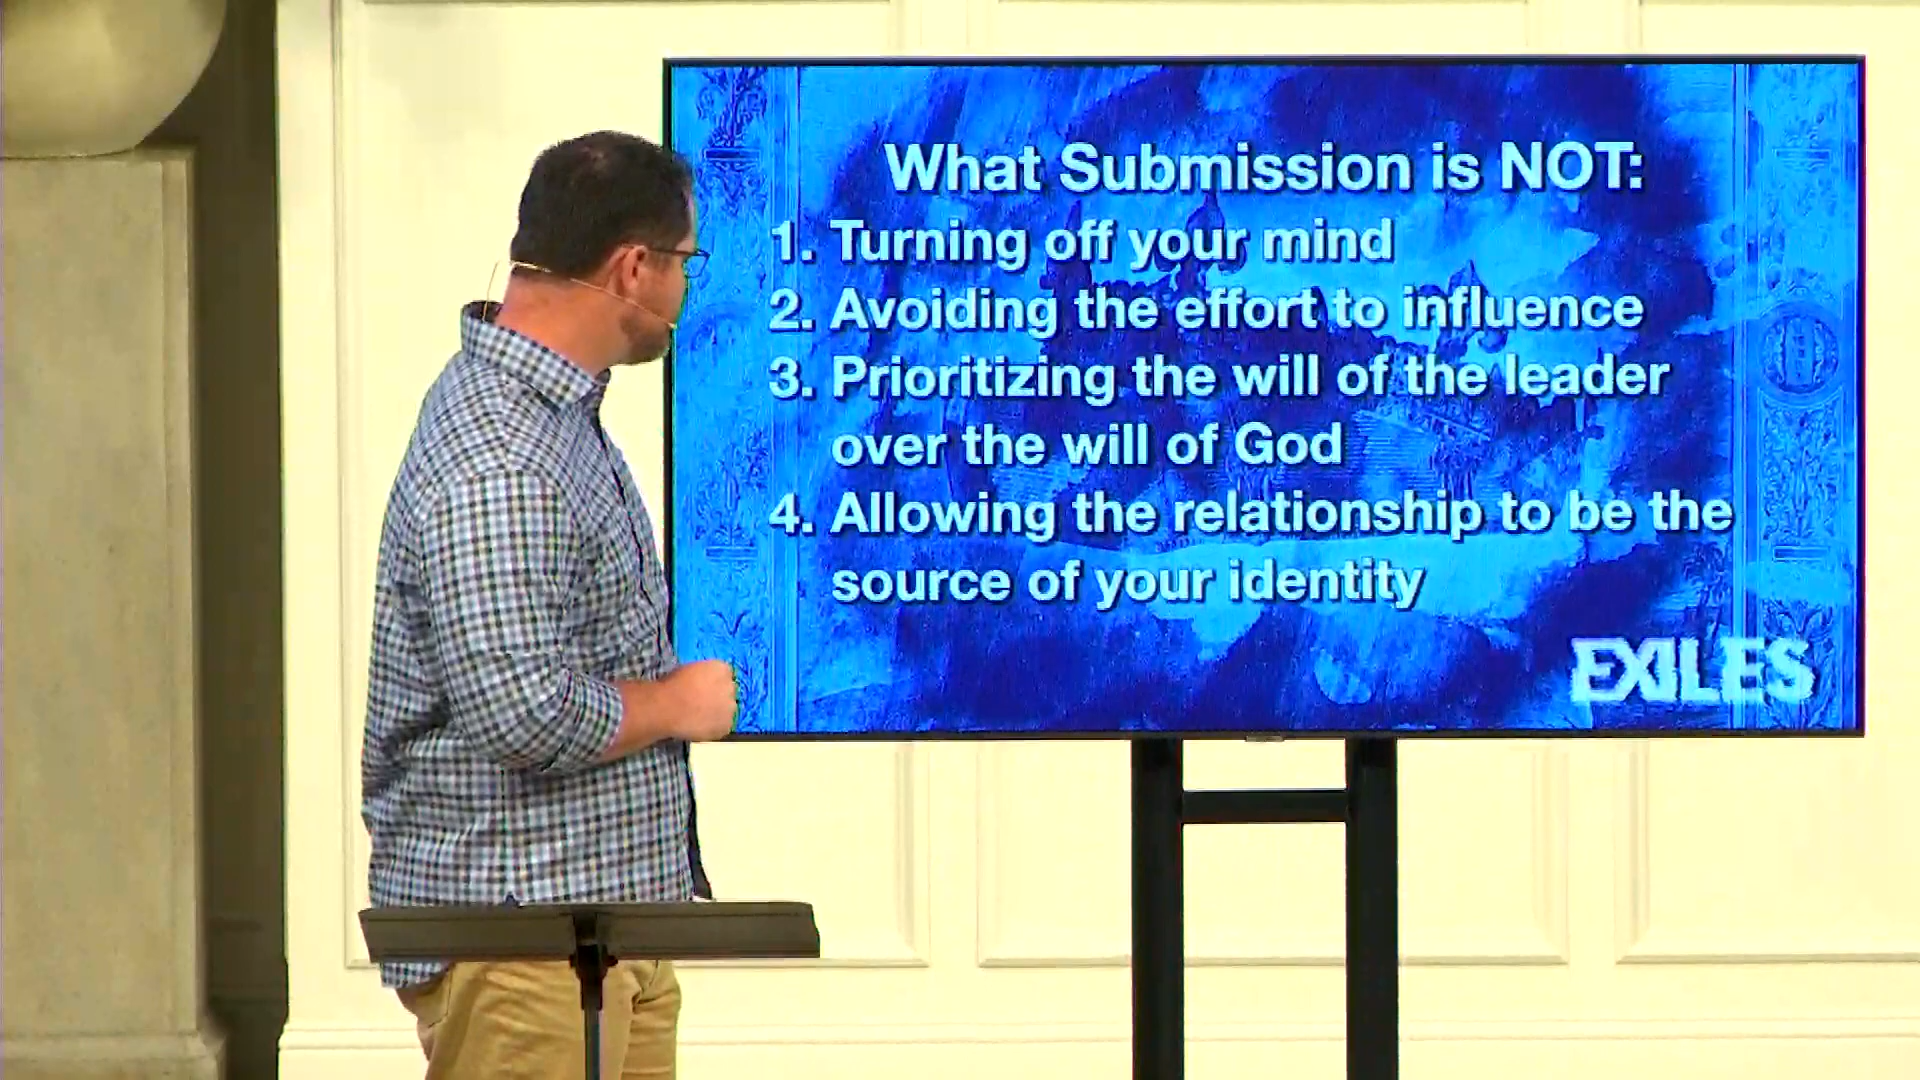 What Submission is NOT:
1. Turning off your mind
2. Avoiding the effort to influence
3. Prioritizing the will of the leader
over the will of God
4. Allowing the relationship to be the
source of your identity
EXILES